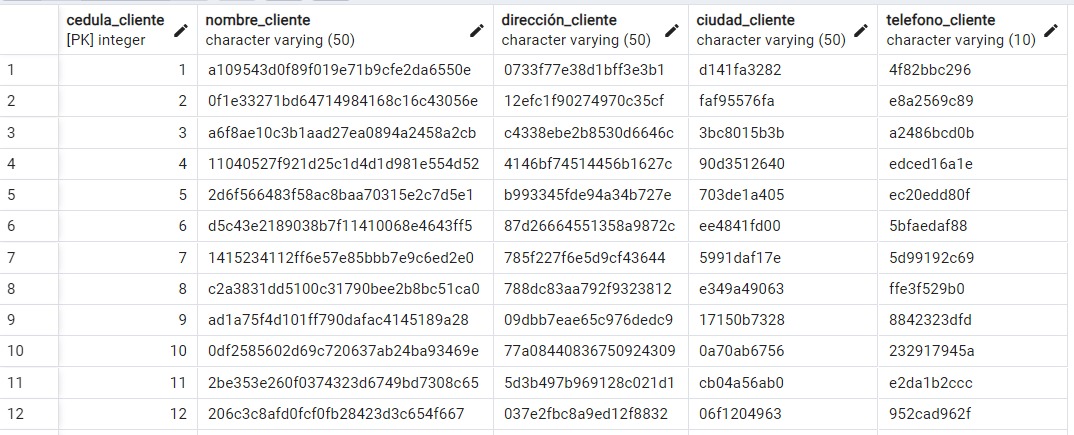 cedula_cliente nombre_cliente dirección_cliente ciudad_cliente telefono_cliente
[PK] integer character varying (50) character varying (50) character varying (50) character varying (10)
1 1 a109543d0f89f019e71b9cfe2da6550e 0733f77e38d1bff3e3b1 d141fa3282 4f82bbc296
2 2 0f1e33271bd64714984168c16c43056e 12efc1f90274970c35cf faf95576fa e8a2569c89
3 3 a6f8ae10c3b1aad27ea0894a2458a2cb c4338ebe2b8530d6646c 3bc8015b3b a2486bcd0b
4 4 11040527f921d25c1d4d1d981e554d52 4146bf74514456b1627c 90d3512640 edced16a1e
5 5 2d6f566483f58ac8baa70315e2c7d5e1 b993345fde94a34b727e 703de1a405 ec20edd80f
6 6 d5c43e2189038b7f11410068e4643ff5 87d26664551358a9872c ee4841fd00 5bfaedaf88
7 7 1415234112ff6e57e85bbb7e9c6ed2e0 785f227f6e5d9cf43644 5991daf17e 5d99192c69
8 8 c2a3831dd5100c31790bee2b8bc51ca0 788dc83aa792f9323812 e349a49063 ffe3f529b0
9 9 ad1a75f4d101ff790dafac4145189a28 09dbb7eae65c976dedc9 17150b7328 8842323dfd
10 10 0df2585602d69c720637ab24ba93469e 77a08440836750924309 0a70ab6756 232917945a
11 11 2be353e260f0374323d6749bd7308c65 5d3b497b969128c021d1 cb04a56ab0 e2da1b2ccc
12 12 206c3c8afd0fcf0fb28423d3c654f667 037e2fbc8a9ed12f8832 06f1204963 952cad962f